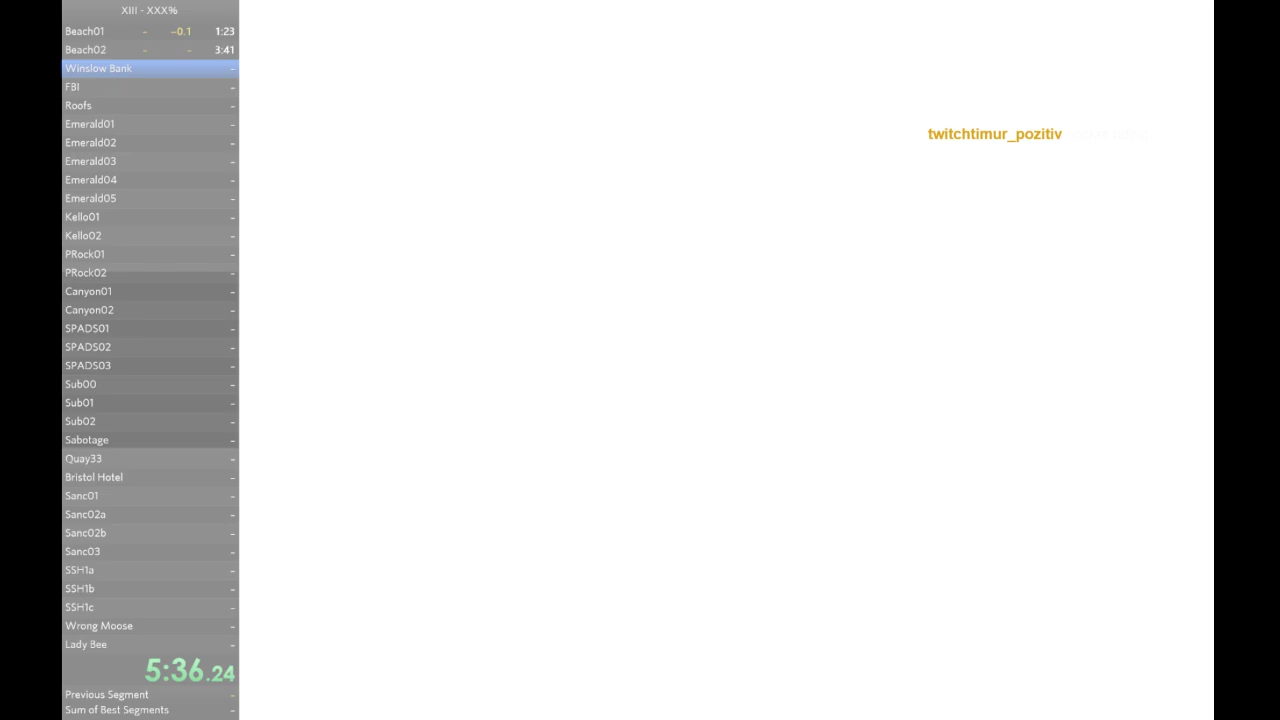 XIII - XXX%
Beach01 - −0.1 1:23
Beach02 - - 3:41
Winslow Bank -
FBI -
Roofs -
Emerald01 -
Emerald02 -
Emerald03 -
Emerald04 -
Emerald05 -
Kello01 -
Kello02 -
PRock01 -
PRock02 -
Canyon01 -
Canyon02 -
SPADS01 -
SPADS02 -
SPADS03 -
Sub00 -
Sub01 -
Sub02 -
Sabotage -
Quay33 -
Bristol Hotel -
Sanc01 -
Sanc02a -
Sanc02b -
Sanc03 -
SSH1a -
SSH1b -
SSH1c -
Wrong Moose -
Lady Bee -
5:36.24
Previous Segment -
Sum of Best Segments -
twitchtimur_pozitiv